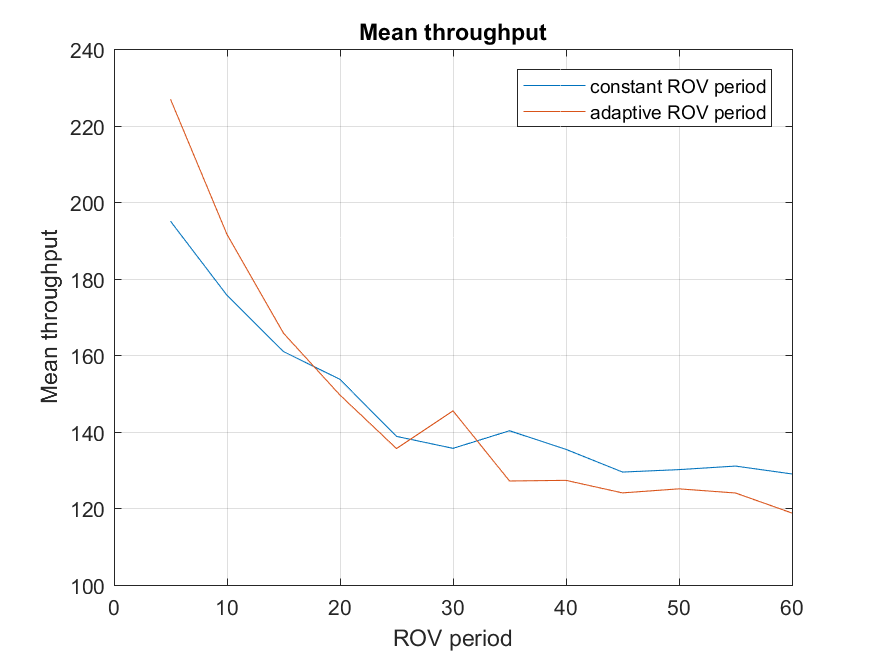 Mean throughput
240
220
200
180
160
140
120
100
Mean throughput
constant ROV period
adaptive ROV period
0 10 20 30 40 50 60
ROV period